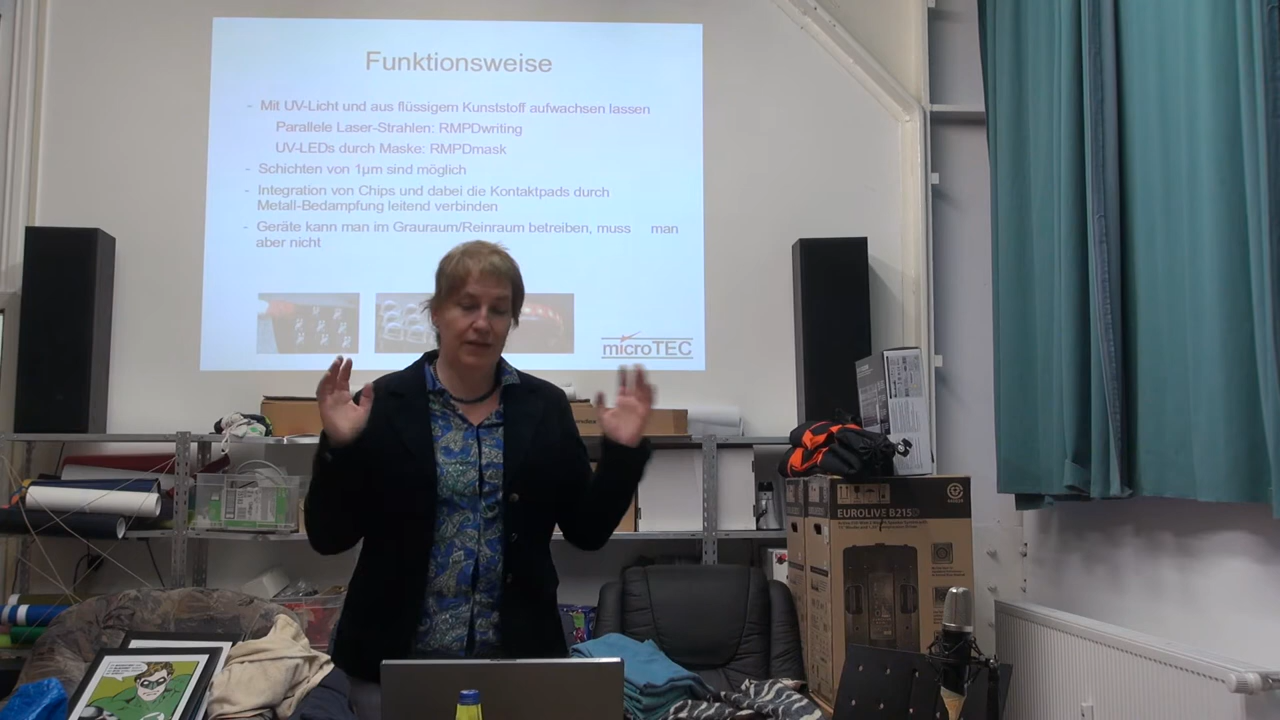 Funktionsweise
- Mit UV-Licht und aus flüssigem Kunststoff aufwachsen lassen
Parallele Laser-Strahlen: RMPDwriting
UV-LEDs durch Maske: RMPDmask
- Schichten von 1µm sind möglich
- Integration von Chips und dabei die Kontaktpads durch
Metall-Bedampfung leitend verbinden
- Geräte kann man im Grauraum/Reinraum betreiben, muss man
aber nicht
microTEC
EUROLIVE B215D